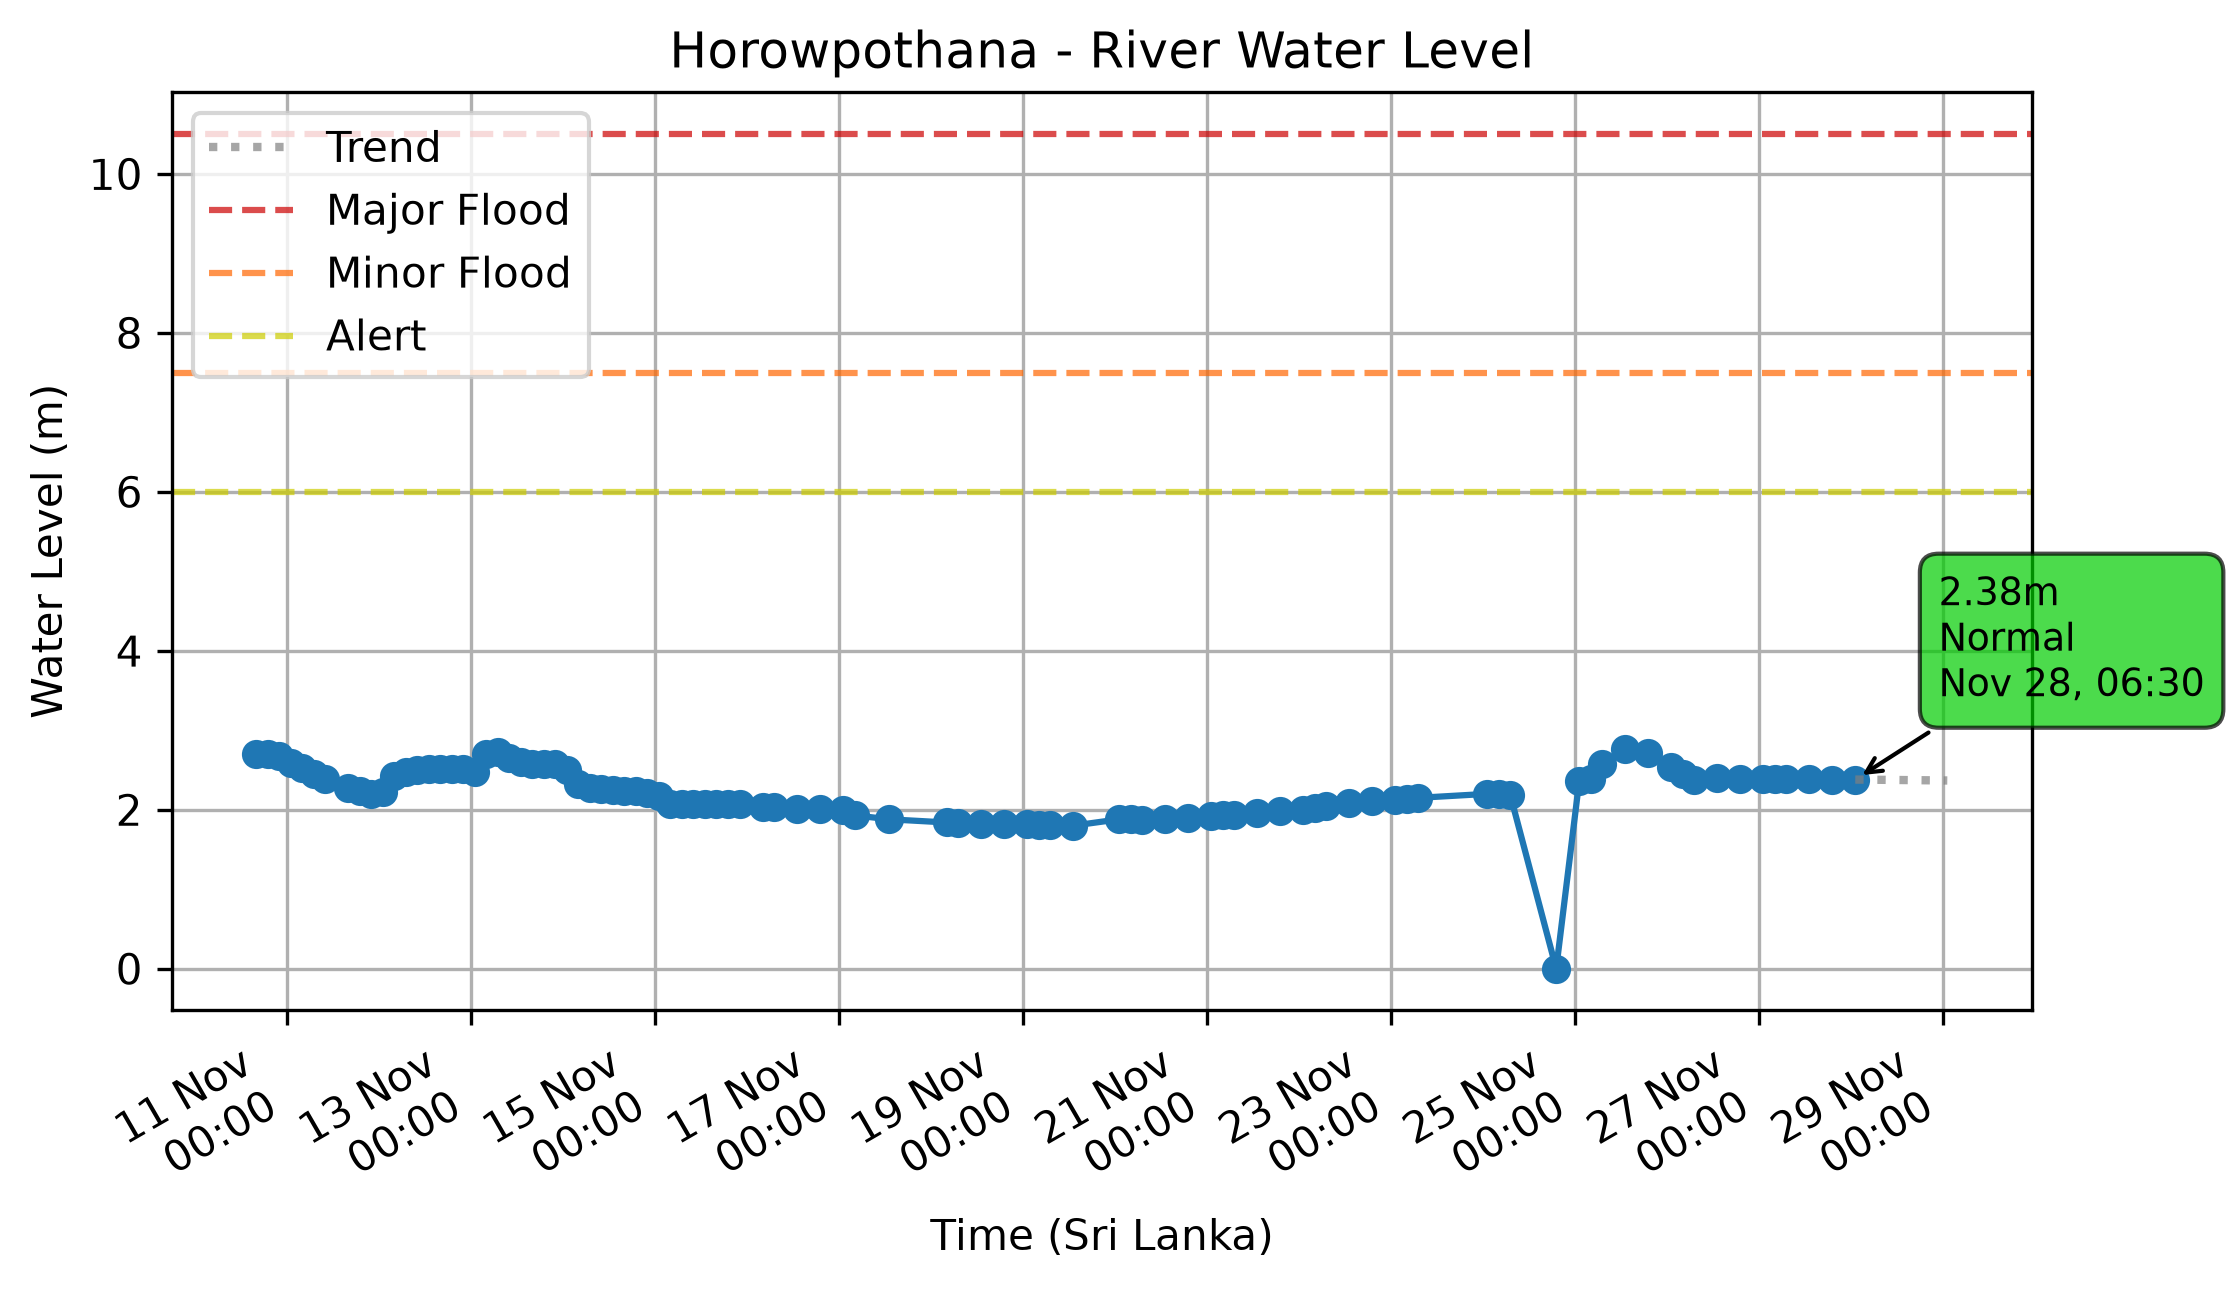 Horowpothana - River Water Level
Trend
Major Flood
Minor Flood
Alert
Water Level (m)
10
8
6
4
2
0
2.38m
Normal
Nov 28, 06:30
11 Nov
00:00
13 Nov
00:00
15 Nov
00:00
17 Nov
00:00
19 Nov
00:00
21 Nov
00:00
23 Nov
00:00
25 Nov
00:00
27 Nov
00:00
29 Nov
00:00
Time (Sri Lanka)